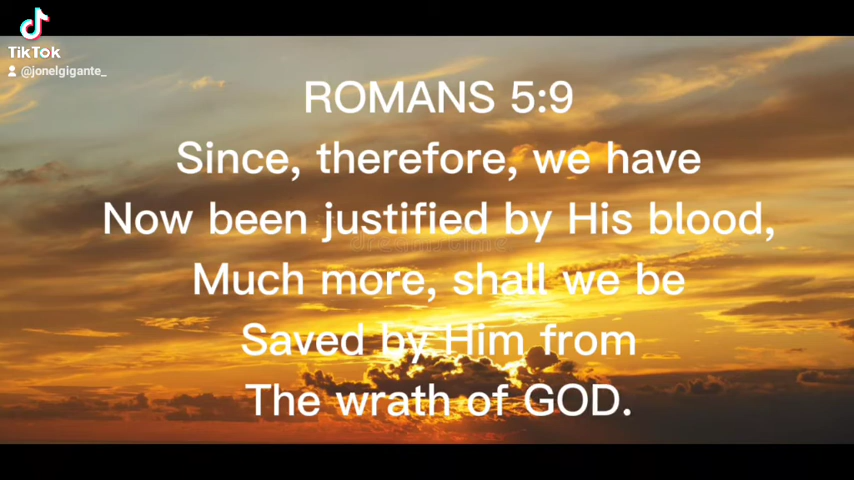 TikTok
@jonelgigante_
ROMANS 5:9
Since, therefore, we have
Now been justified by His blood,
dreamstime
Much more, shall we be
Saved by Him from
The wrath of GOD.